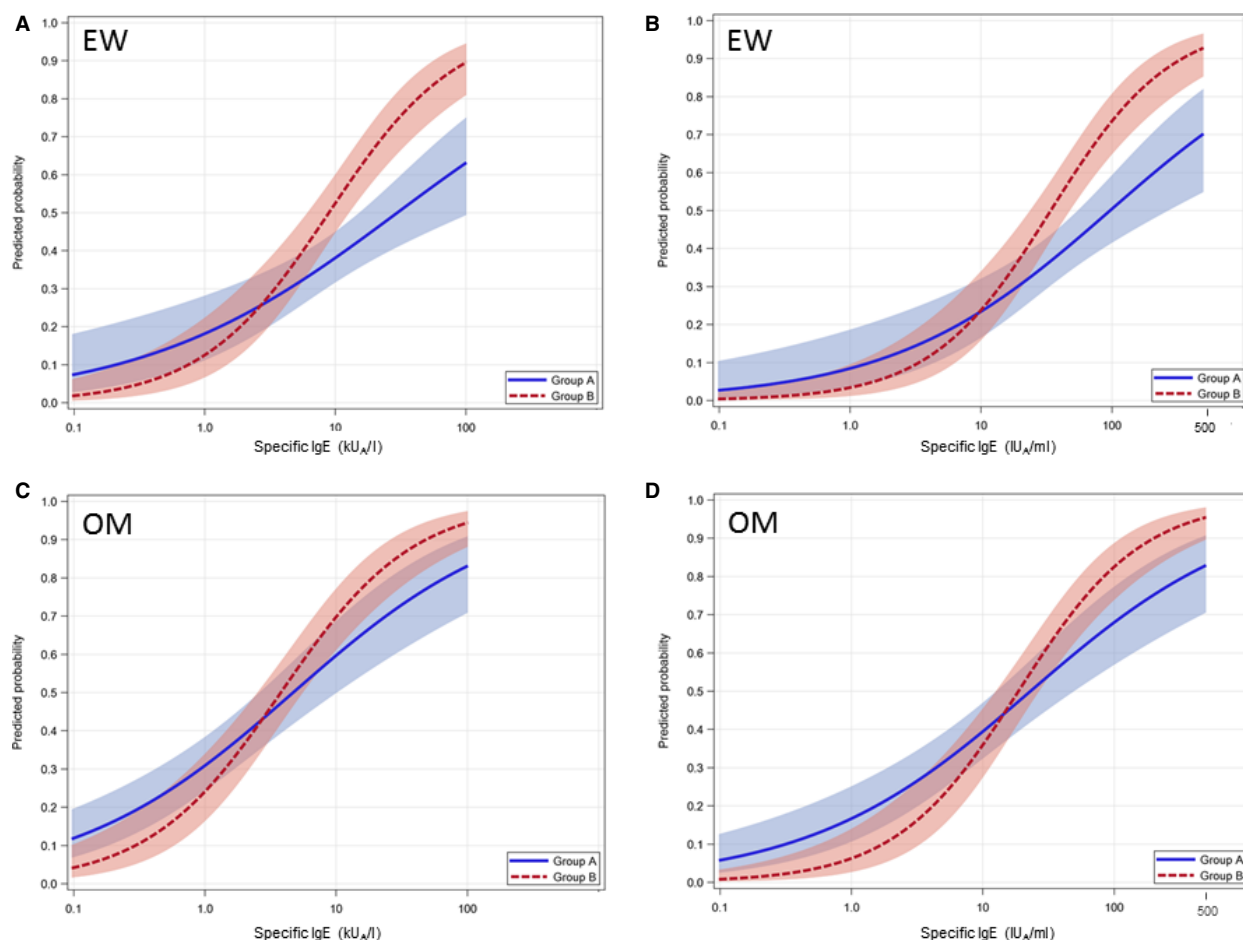 A
EW
1.0
0.9
0.8
0.7
0.6
0.5
0.4
0.3
0.2
0.1
0.0
Predicted probability
Group A
Group B
0.1 1.0 10 100
Specific IgE (kUA/l)
B
EW
1.0
0.9
0.8
0.7
0.6
0.5
0.4
0.3
0.2
0.1
0.0
Predicted probability
Group A
Group B
0.1 1.0 10 100 500
Specific IgE (IUA/ml)
C
OM
1.0
0.9
0.8
0.7
0.6
0.5
0.4
0.3
0.2
0.1
0.0
Predicted probability
Group A
Group B
0.1 1.0 10 100
Specific IgE (kUA/l)
D
OM
1.0
0.9
0.8
0.7
0.6
0.5
0.4
0.3
0.2
0.1
0.0
Predicted probability
Group A
Group B
0.1 1.0 10 100 500
Specific IgE (IUA/ml)